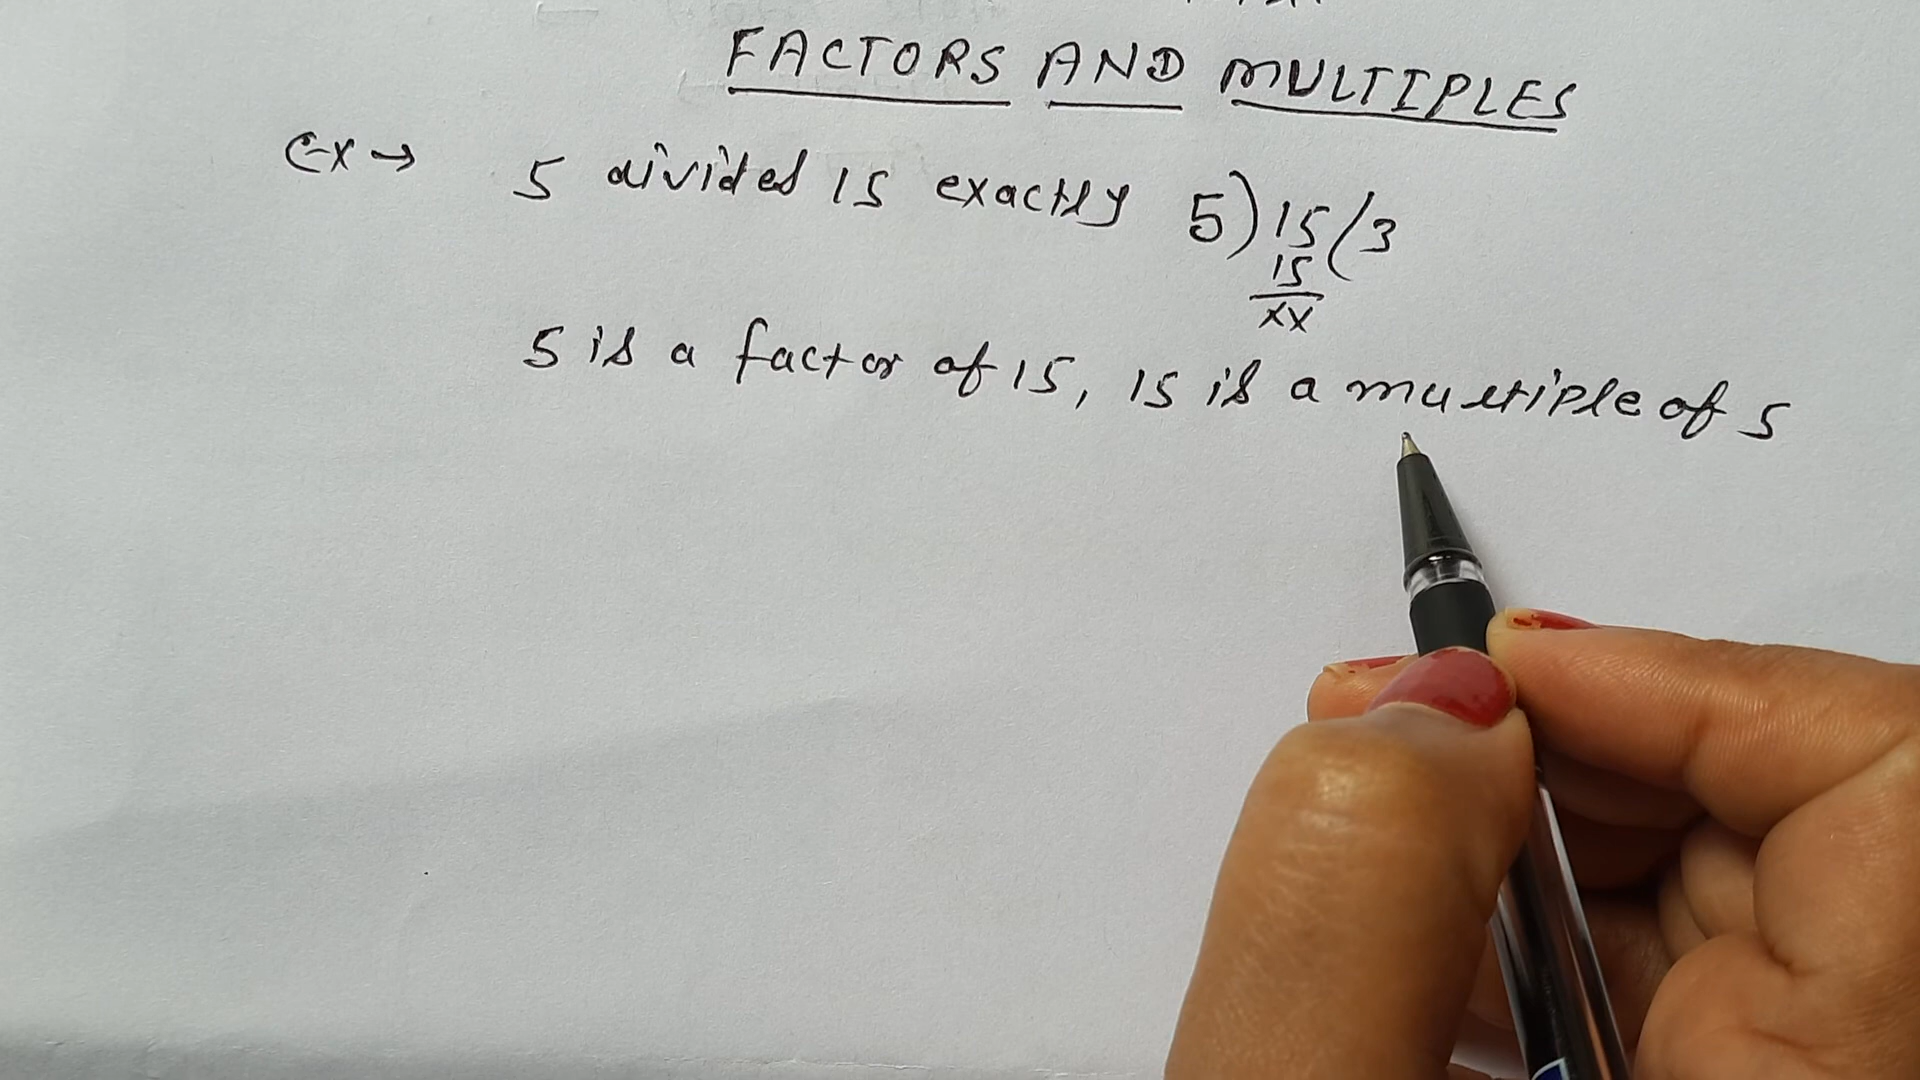 FACTORS AND MULTIPLES
Ex → 5 divided 15 exactly 5)15(3
15
xx
5 is a factor of 15, 15 is a multiple of 5